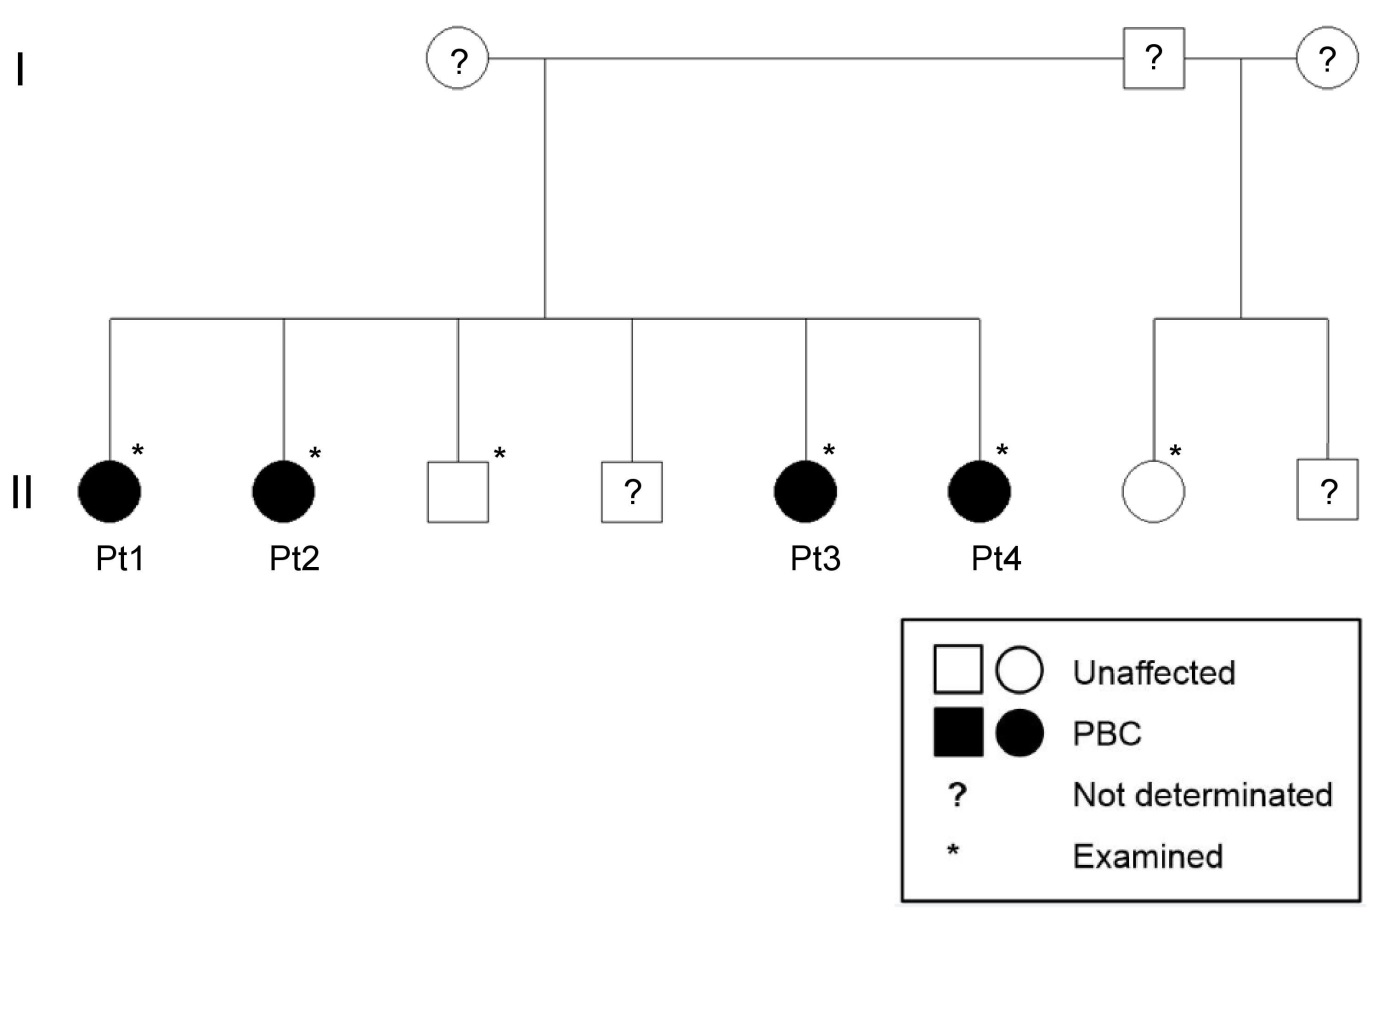 I
? ? ?
* * * * * *
II
? ?
Pt1 Pt2 Pt3 Pt4
Unaffected
PBC
? Not determinated
* Examined